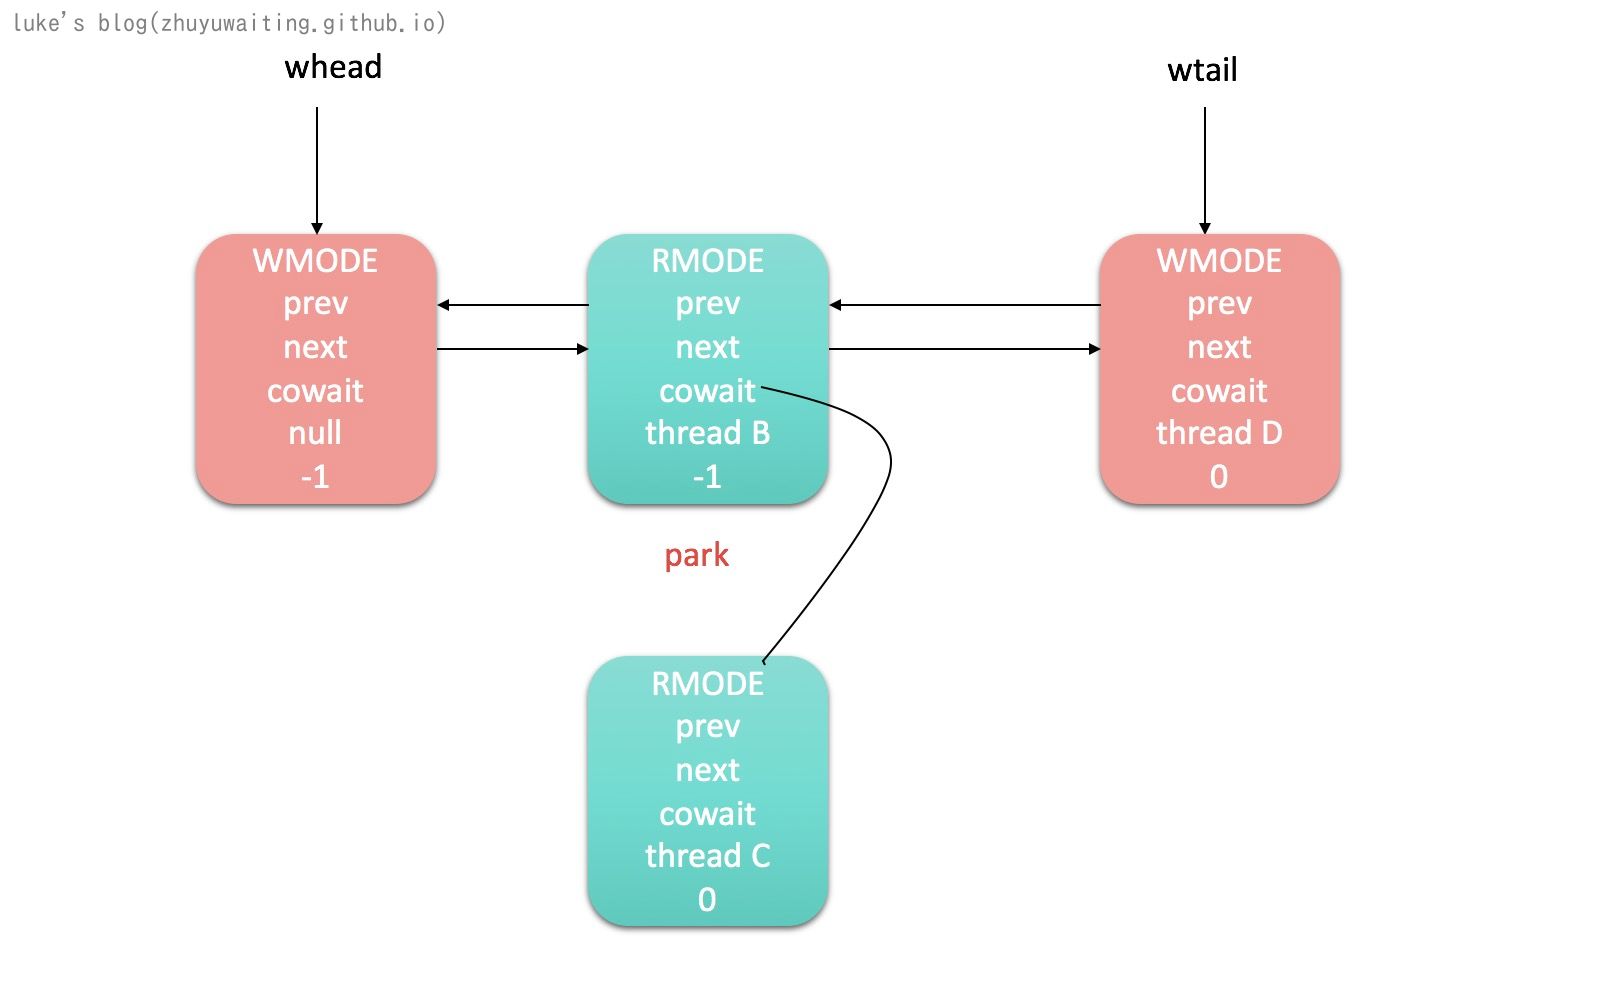 luke's blog(zhuyuwaiting.github.io)
whead
wtail
WMODE
prev
next
cowait
null
-1
RMODE
prev
next
cowait
thread B
-1
WMODE
prev
next
cowait
thread D
0
park
RMODE
prev
next
cowait
thread C
0